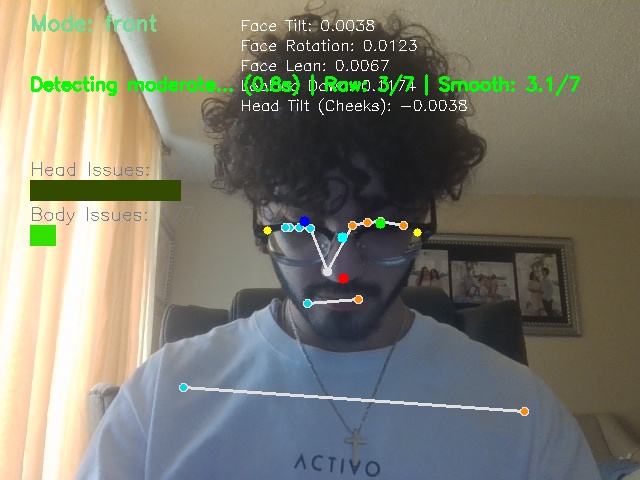 Mode: front
Face Tilt: 0.0038
Face Rotation: 0.0123
Face Lean: 0.0067
Detecting moderate... (0.8s) | Raw: 3/7 | Smooth: 3.1/7
Head Tilt (Cheeks): -0.0038
Head Issues:
Body Issues:
ACTIVO